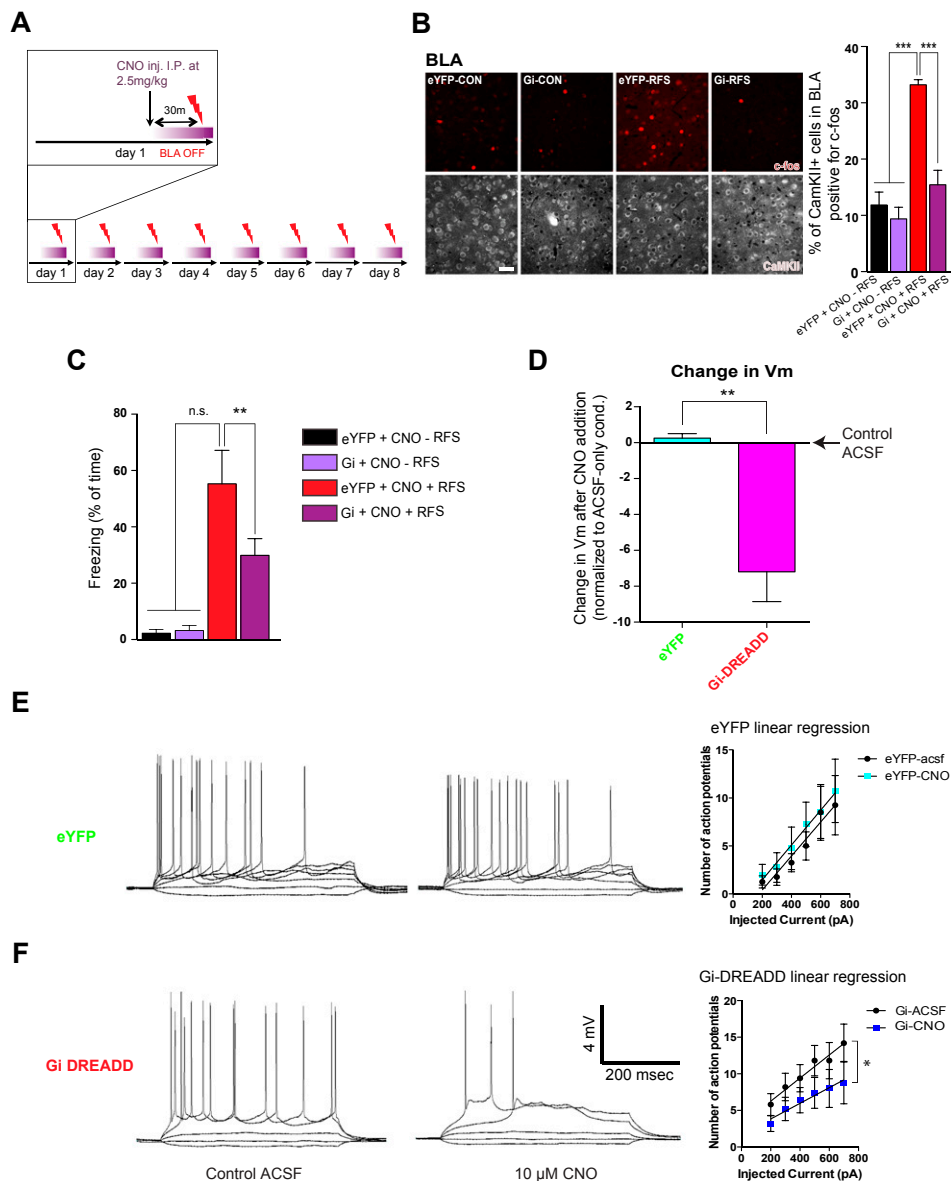 A
CNO inj. I.P. at
2.5mg/kg
30m
day 1
BLA OFF
day 1
day 2
day 3
day 4
day 5
day 6
day 7
day 8
B
BLA
eYFP-CON
Gi-CON
eYFP-RFS
Gi-RFS
c-fos
CaMKII
***
***
% of CamKII+ cells in BLA
positive for c-fos
40
30
20
10
0
eYFP + CNO - RFS
Gi + CNO - RFS
eYFP + CNO + RFS
Gi + CNO + RFS
C
Freezing (% of time)
80
60
40
20
0
n.s.
**
eYFP + CNO - RFS
Gi + CNO - RFS
eYFP + CNO + RFS
Gi + CNO + RFS
D
Change in Vm
**
Change in Vm after CNO addition
(normalized to ACSF-only cond.)
2
0
-2
-4
-6
-8
-10
Control
ACSF
eYFP
Gi-DREADD
E
eYFP
eYFP linear regression
Number of action potentials
15
10
5
0
eYFP-acsf
eYFP-CNO
0 200 400 600 800
Injected Current (pA)
F
Gi DREADD
4 mV
200 msec
Control ACSF
10 µM CNO
Gi-DREADD linear regression
Number of action potentials
20
15
10
5
0
Gi-ACSF
Gi-CNO
*
0 200 400 600 800
Injected Current (pA)